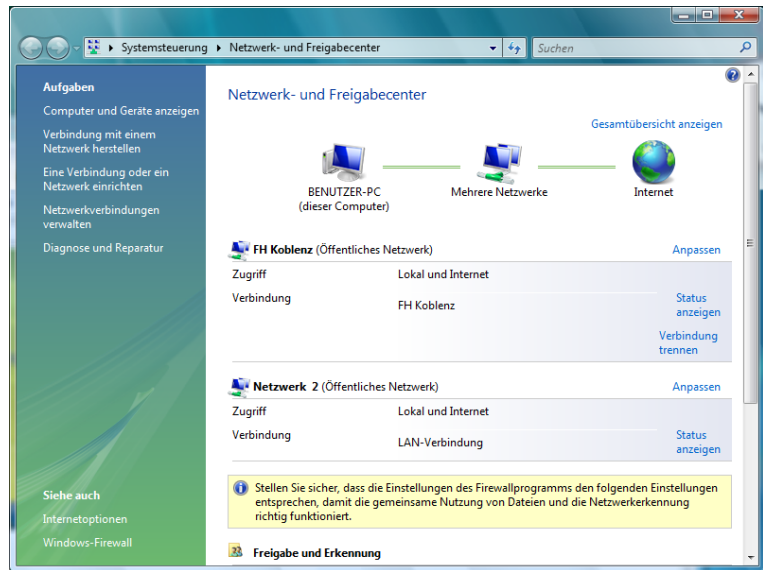 Systemsteuerung ▸ Netzwerk- und Freigabecenter
Suchen
Aufgaben
Computer und Geräte anzeigen
Verbindung mit einem
Netzwerk herstellen
Eine Verbindung oder ein
Netzwerk einrichten
Netzwerkverbindungen
verwalten
Diagnose und Reparatur
Siehe auch
Internetoptionen
Windows-Firewall
Netzwerk- und Freigabecenter
Gesamtübersicht anzeigen
BENUTZER-PC
(dieser Computer)
Mehrere Netzwerke
Internet
FH Koblenz (Öffentliches Netzwerk)
Anpassen
Zugriff
Lokal und Internet
Verbindung
FH Koblenz
Status
anzeigen
Verbindung
trennen
Netzwerk 2 (Öffentliches Netzwerk)
Anpassen
Zugriff
Lokal und Internet
Verbindung
LAN-Verbindung
Status
anzeigen
Stellen Sie sicher, dass die Einstellungen des Firewallprogramms den folgenden Einstellungen
entsprechen, damit die gemeinsame Nutzung von Dateien und die Netzwerkerkennung
richtig funktioniert.
Freigabe und Erkennung